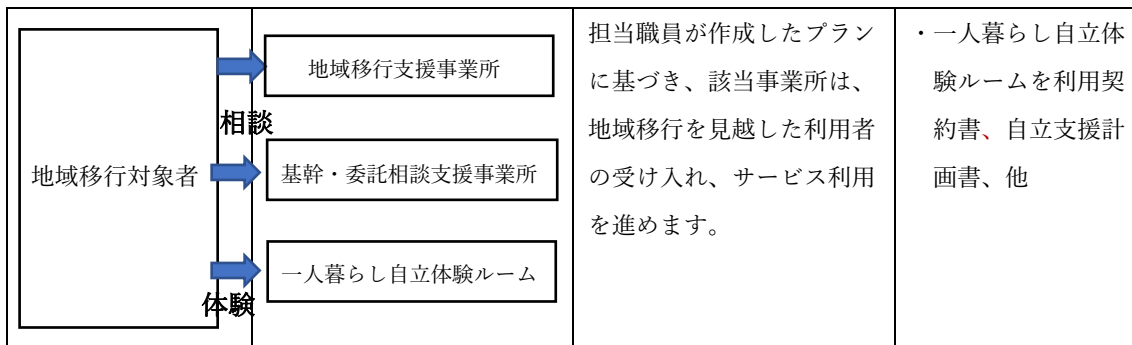 地域移行対象者
相談
体験
地域移行支援事業所
基幹・委託相談支援事業所
一人暮らし自立体験ルーム
担当職員が作成したプラン
に基づき、該当事業所は、
地域移行を見越した利用者
の受け入れ、サービス利用
を進めます。
・一人暮らし自立体
験ルームを利用契
約書、自立支援計
画書、他